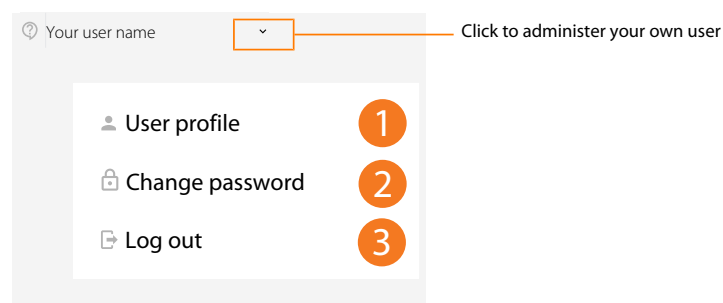 Your user name
Click to administer your own user
User profile 1
Change password 2
Log out 3